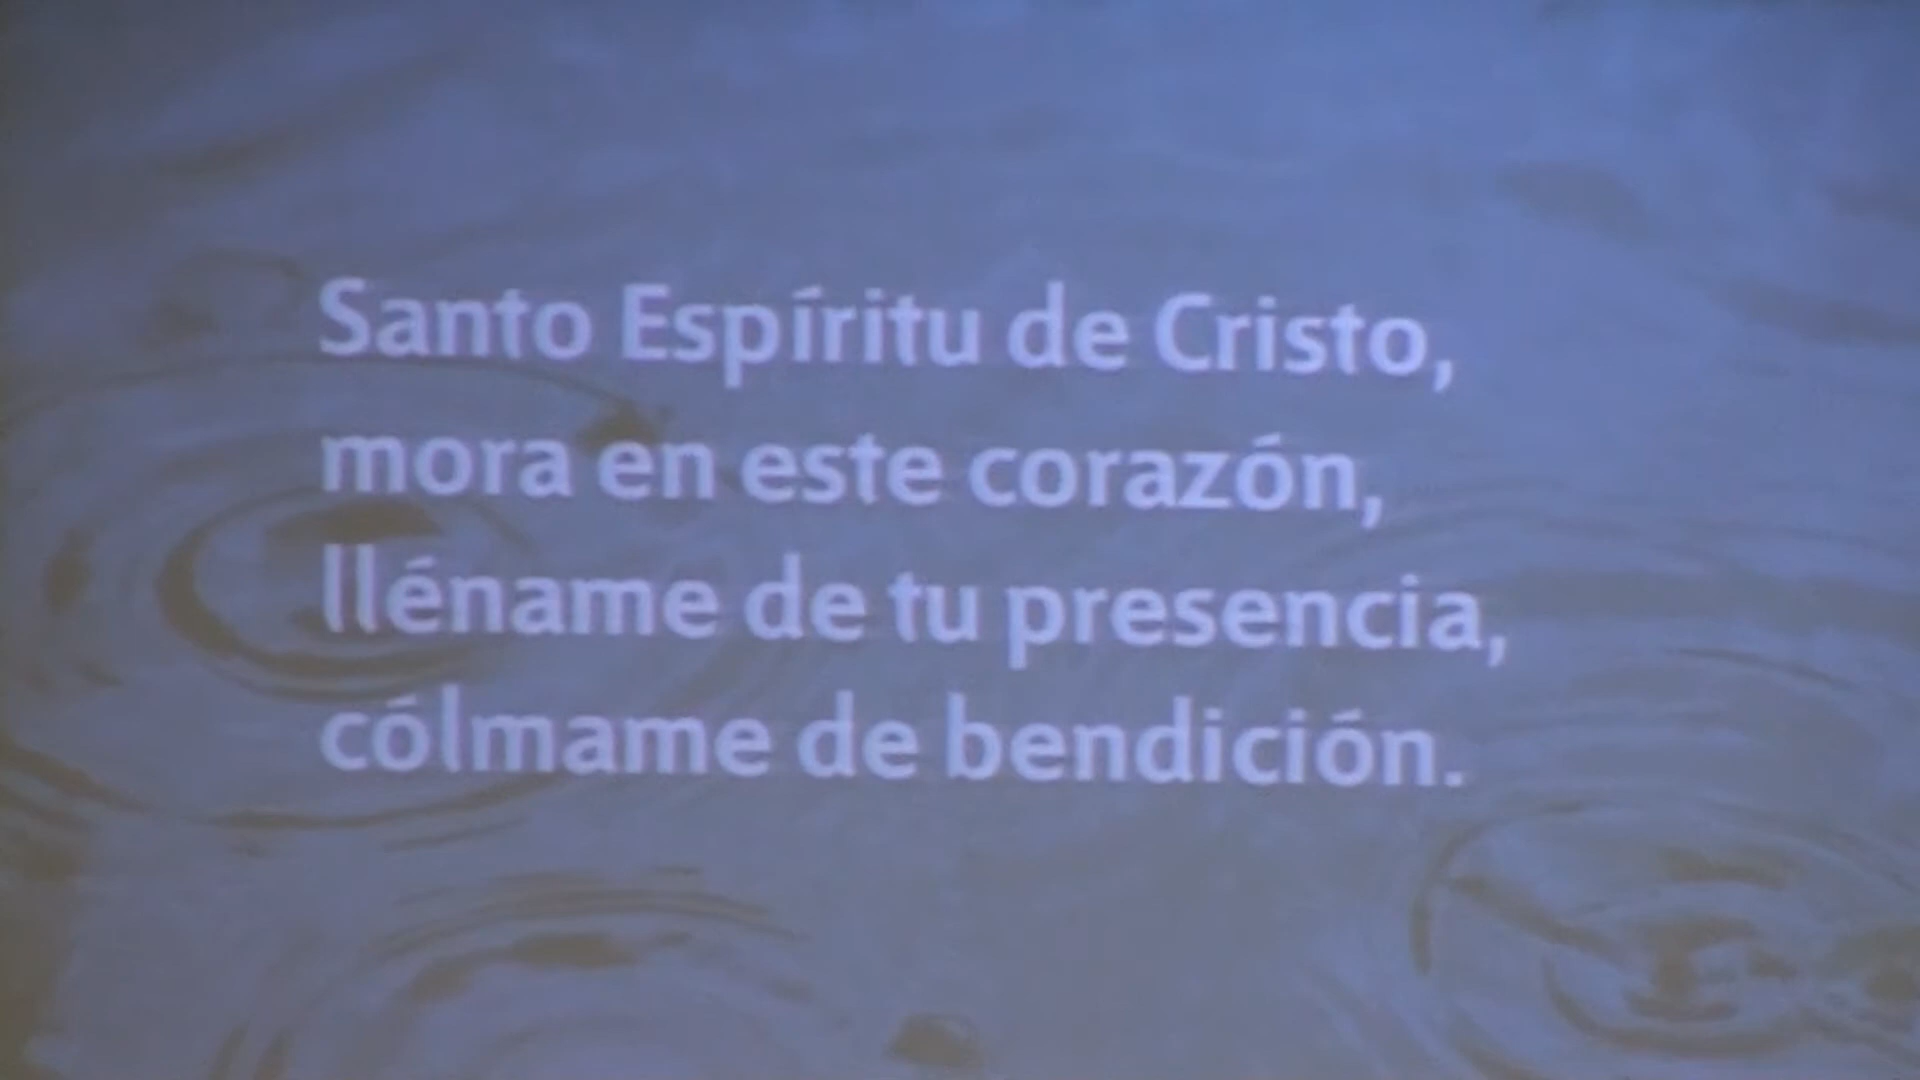 Santo Espíritu de Cristo,
mora en este corazón,
lléname de tu presencia,
cólmame de bendición.